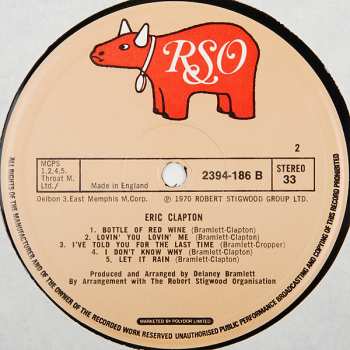 RSO
2
MCPS
1,2,4,5.
Throat M.
Ltd./
Made in England
2394-186 B
STEREO
33
Delbon 3.East Memphis M.Corp.
℗ 1970 ROBERT STIGWOOD GROUP LTD.
ERIC CLAPTON
1. BOTTLE OF RED WINE (Bramlett-Clapton)
2. LOVIN' YOU LOVIN' ME (Bramlett-Clapton)
3. I'VE TOLD YOU FOR THE LAST TIME (Bramlett-Cropper)
4. I DON'T KNOW WHY (Bramlett-Clapton)
5. LET IT RAIN (Bramlett-Clapton)
Produced and Arranged by Delaney Bramlett
By Arrangement with The Robert Stigwood Organisation
MARKETED BY POLYDOR LIMITED
ALL RIGHTS OF THE MANUFACTURER AND OF THE OWNER OF THE RECORDED WORK RESERVED UNAUTHORISED PUBLIC PERFORMANCE BROADCASTING AND COPYING OF THIS RECORD PROHIBITED